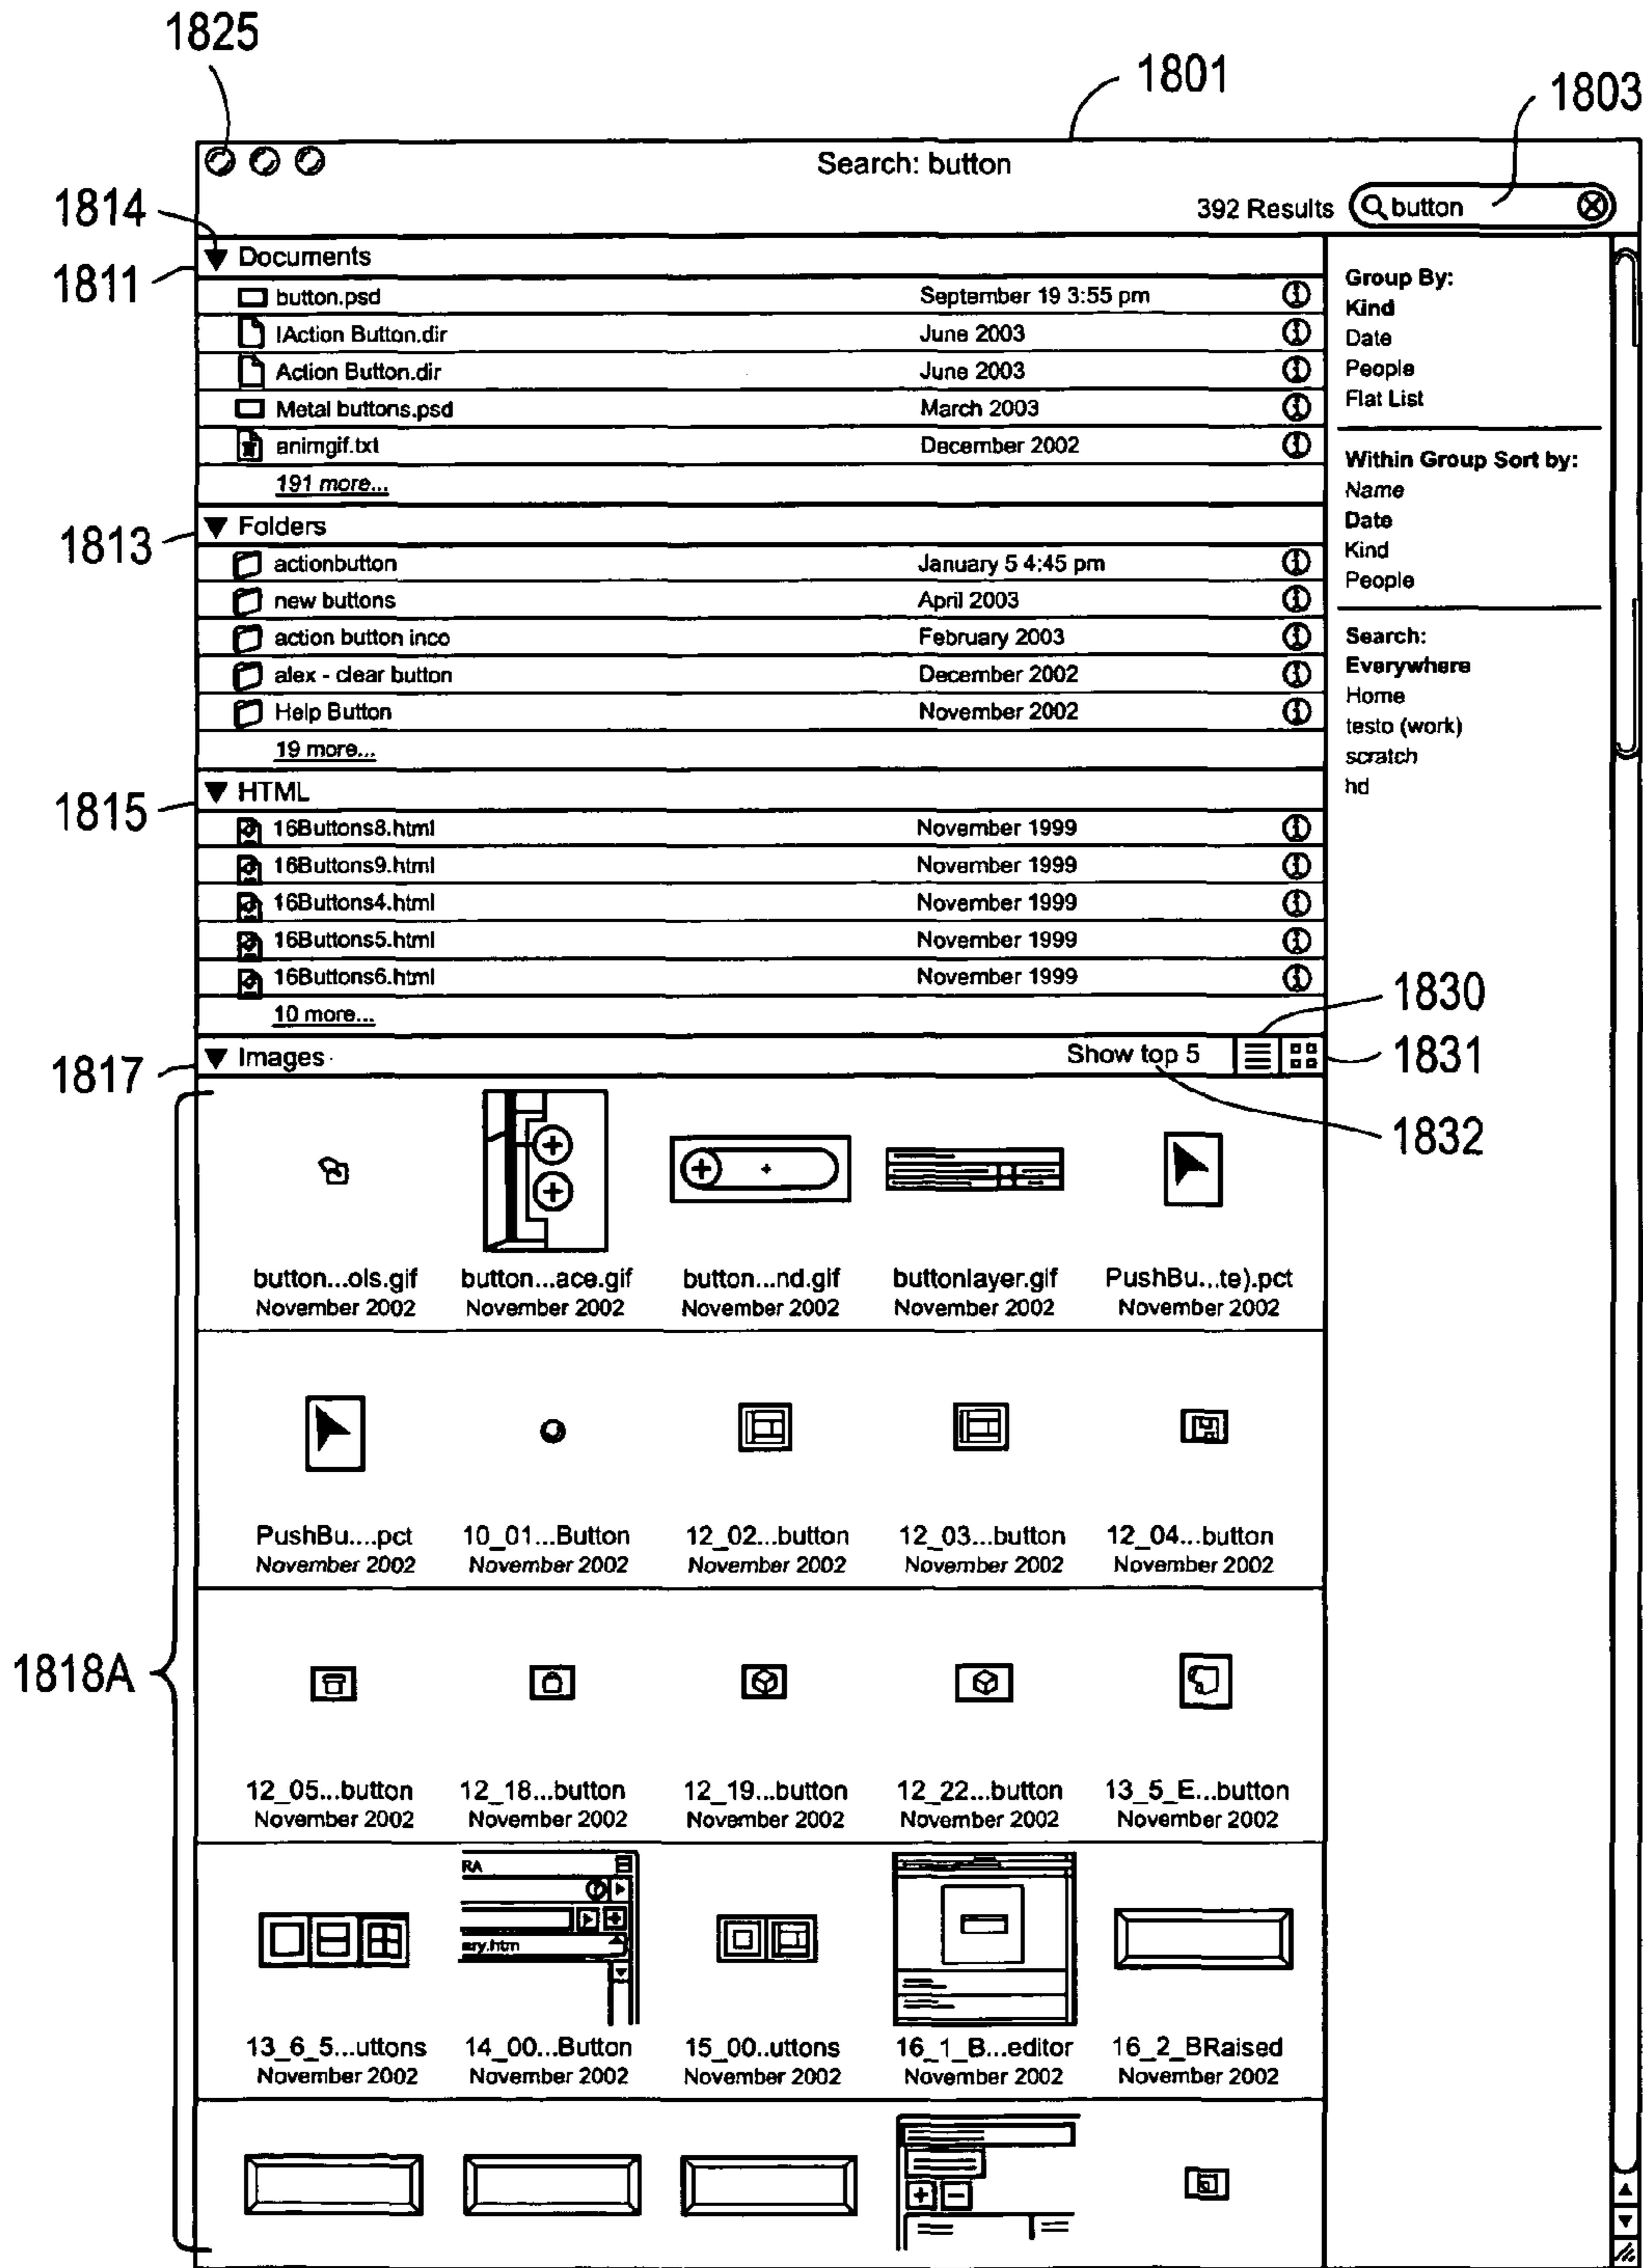 1825
1801
1803
Search: button
392 Results button
1814
1811
Documents
button.psd September 19 3:55 pm
IAction Button.dir June 2003
Action Button.dir June 2003
Metal buttons.psd March 2003
animgif.txt December 2002
191 more...
1813
Folders
actionbutton January 5 4:45 pm
new buttons April 2003
action button inco February 2003
alex - clear button December 2002
Help Button November 2002
19 more...
1815
HTML
16Buttons8.html November 1999
16Buttons9.html November 1999
16Buttons4.html November 1999
16Buttons5.html November 1999
16Buttons6.html November 1999
10 more...
Group By:
Kind
Date
People
Flat List
Within Group Sort by:
Name
Date
Kind
People
Search:
Everywhere
Home
testo (work)
scratch
hd
1830
1817
Images Show top 5
1831
1832
button...ols.gif button...ace.gif button...nd.gif buttonlayer.gif PushBu...te).pct
November 2002 November 2002 November 2002 November 2002 November 2002
PushBu....pct 10_01...Button 12_02...button 12_03...button 12_04...button
November 2002 November 2002 November 2002 November 2002 November 2002
1818A
12_05...button 12_18...button 12_19...button 12_22...button 13_5_E...button
November 2002 November 2002 November 2002 November 2002 November 2002
RA
ery.htm
13_6_5...uttons 14_00...Button 15_00..uttons 16_1_B...editor 16_2_BRaised
November 2002 November 2002 November 2002 November 2002 November 2002